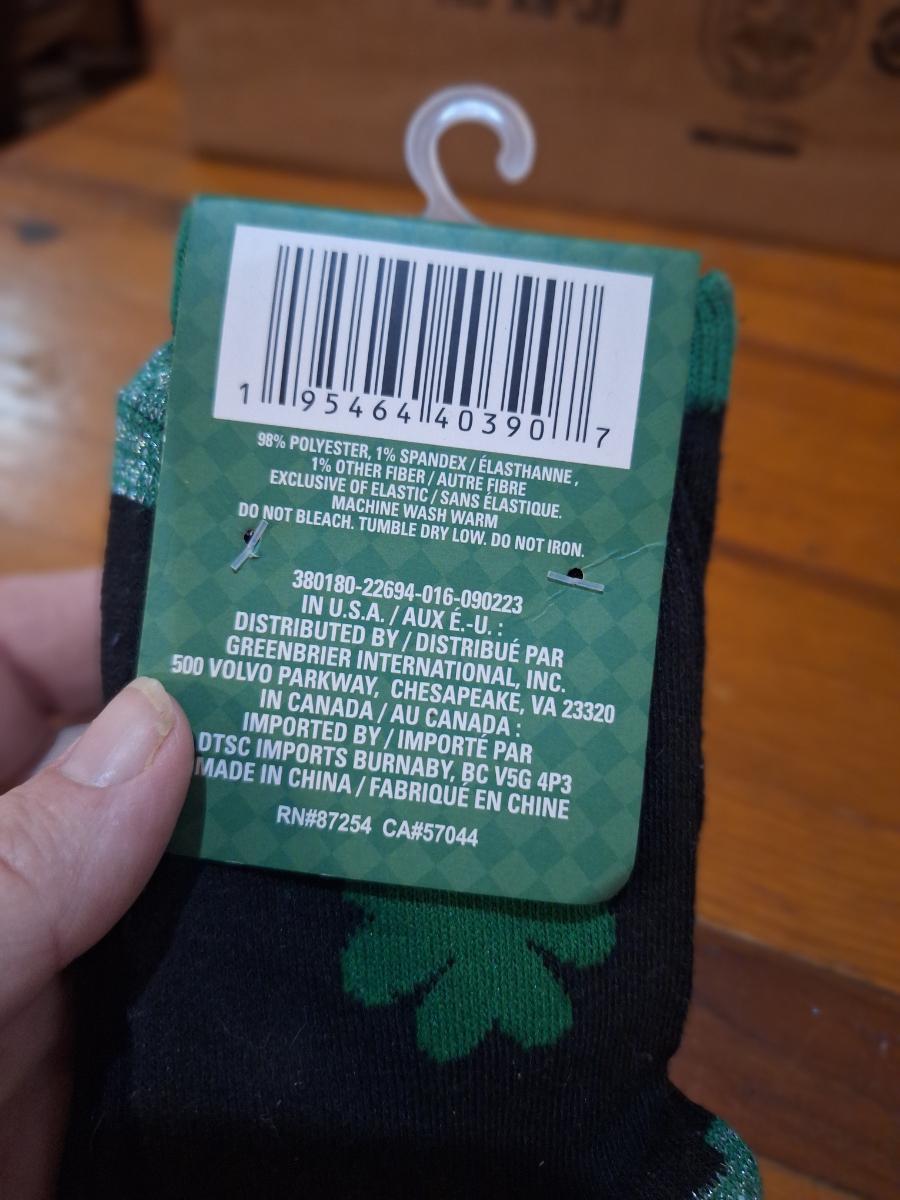 1 95464 40390 7
98% POLYESTER, 1% SPANDEX / ÉLASTHANNE,
1% OTHER FIBER / AUTRE FIBRE
EXCLUSIVE OF ELASTIC / SANS ÉLASTIQUE.
MACHINE WASH WARM
DO NOT BLEACH. TUMBLE DRY LOW. DO NOT IRON.
380180-22694-016-090223
IN U.S.A. / AUX É.-U. :
DISTRIBUTED BY / DISTRIBUÉ PAR
GREENBRIER INTERNATIONAL, INC.
500 VOLVO PARKWAY, CHESAPEAKE, VA 23320
IN CANADA / AU CANADA :
IMPORTED BY / IMPORTÉ PAR
DTSC IMPORTS BURNABY, BC V5G 4P3
MADE IN CHINA / FABRIQUÉ EN CHINE
RN#87254 CA#57044